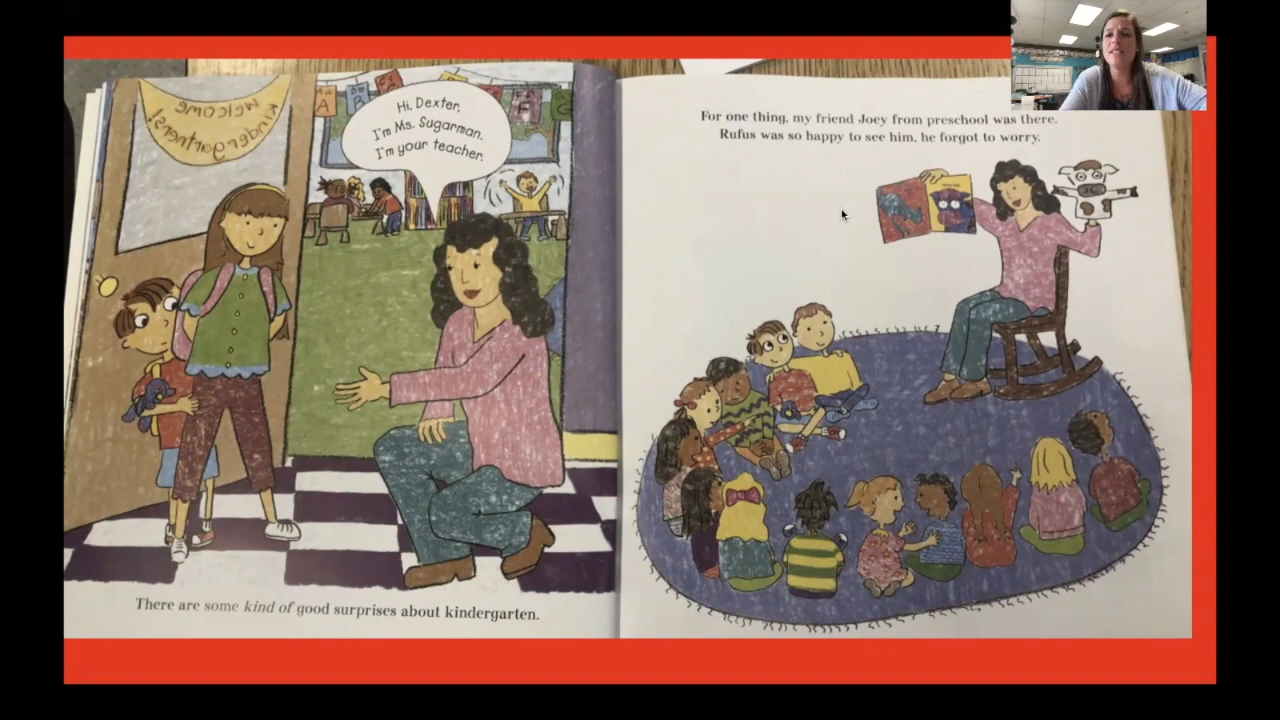 Welcome
kindergartners!
Hi, Dexter.
I'm Ms. Sugarman.
I'm your teacher.
There are some kind of good surprises about kindergarten.
For one thing, my friend Joey from preschool was there.
Rufus was so happy to see him, he forgot to worry.